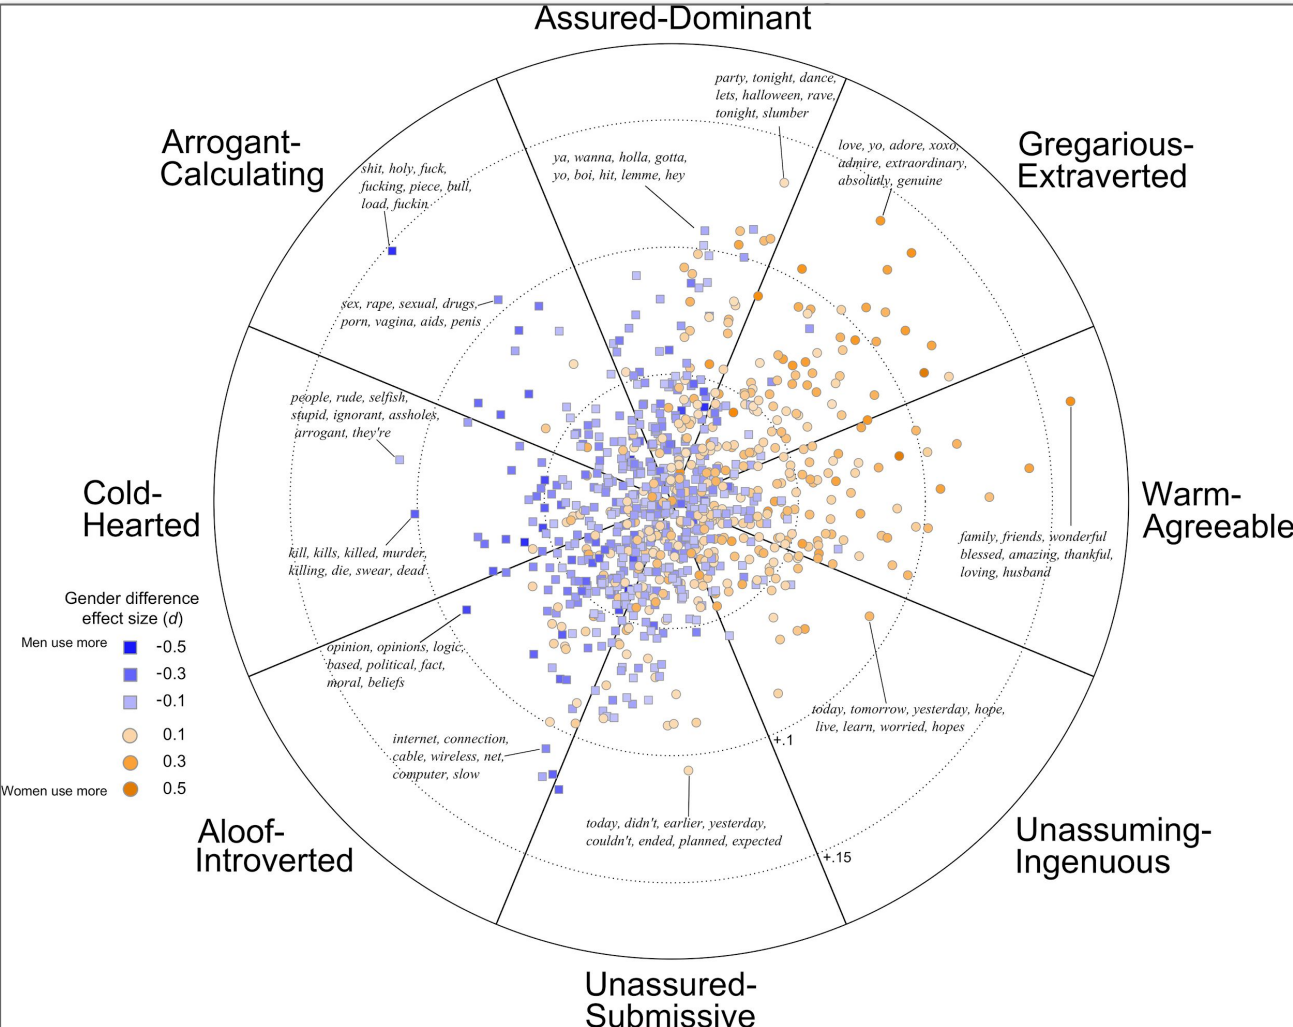 Assured-Dominant
party, tonight, dance,
lets, halloween, rave,
tonight, slumber
Arrogant-
Calculating
shit, holy, fuck,
fucking, piece, bull,
load, fuckin
ya, wanna, holla, gotta,
yo, boi, hit, lemme, hey
love, yo, adore, xoxo,
admire, extraordinary,
absolutly, genuine
Gregarious-
Extraverted
sex, rape, sexual, drugs,
porn, vagina, aids, penis
people, rude, selfish,
stupid, ignorant, assholes,
arrogant, they're
Cold-
Hearted
Warm-
Agreeable
kill, kills, killed, murder,
killing, die, swear, dead
family, friends, wonderful
blessed, amazing, thankful,
loving, husband
Gender difference
effect size (d)
Men use more
-0.5
-0.3
-0.1
0.1
0.3
Women use more
0.5
opinion, opinions, logic,
based, political, fact,
moral, beliefs
today, tomorrow, yesterday, hope,
live, learn, worried, hopes
internet, connection,
cable, wireless, net,
computer, slow
+.1
today, didn't, earlier, yesterday,
couldn't, ended, planned, expected
+.15
Aloof-
Introverted
Unassuming-
Ingenuous
Unassured-
Submissive